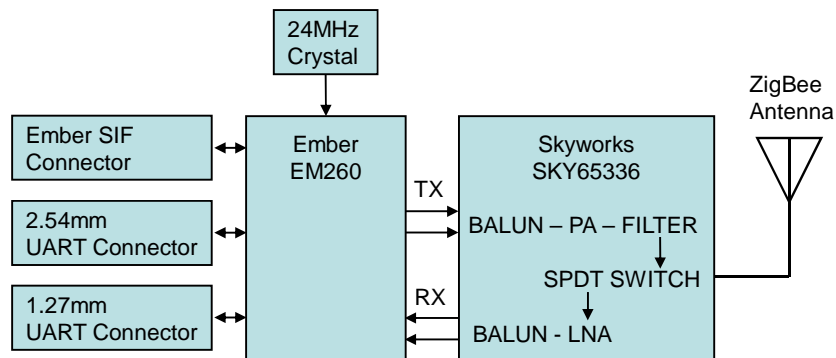 24MHz
Crystal
ZigBee
Antenna
Ember SIF
Connector
Ember
EM260
Skyworks
SKY65336
TX
2.54mm
UART Connector
BALUN – PA – FILTER
SPDT SWITCH
RX
1.27mm
UART Connector
BALUN - LNA